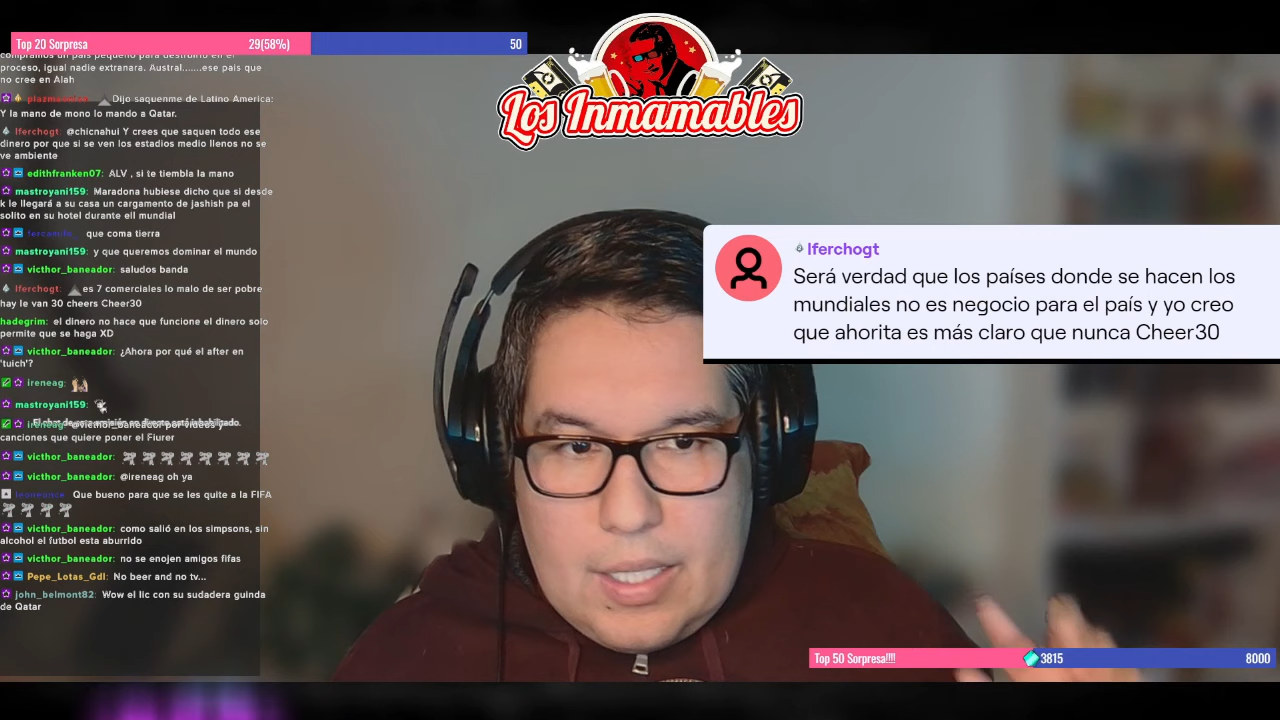 Top 20 Sorpresa 29(58%) 50
proceso, igual nadie extranara. Austral......ese pais que
no cree en Alah
Dijo saquenme de Latino America:
Y la mano de mono lo mando a Qatar.
lferchogt: @chicnahui Y crees que saquen todo ese
dinero por que si se ven los estadios medio llenos no se
ve ambiente
edithfranken07: ALV , si te tiembla la mano
mastroyani159: Maradona hubiese dicho que si desde
k le llegará a su casa un cargamento de jashish pa el
solito en su hotel durante ell mundial
que coma tierra
mastroyani159: y que queremos dominar el mundo
victhor_baneador: saludos banda
lferchogt: es 7 comerciales lo malo de ser pobre
hay le van 30 cheers Cheer30
hadegrim: el dinero no hace que funcione el dinero solo
permite que se haga XD
victhor_baneador: ¿Ahora por qué el after en
'tuich'?
ireneag:
mastroyani159:
canciones que quiere poner el Fiurer
victhor_baneador:
victhor_baneador: @ireneag oh ya
Que bueno para que se les quite a la FIFA
victhor_baneador: como salió en los simpsons, sin
alcohol el futbol esta aburrido
victhor_baneador: no se enojen amigos fifas
Pepe_Lotas_Gdl: No beer and no tv...
john_belmont82: Wow el lic con su sudadera guinda
de Qatar
Los Inmamables
lferchogt
Será verdad que los países donde se hacen los
mundiales no es negocio para el país y yo creo
que ahorita es más claro que nunca Cheer30
Top 50 Sorpresa!!!! 3815 8000